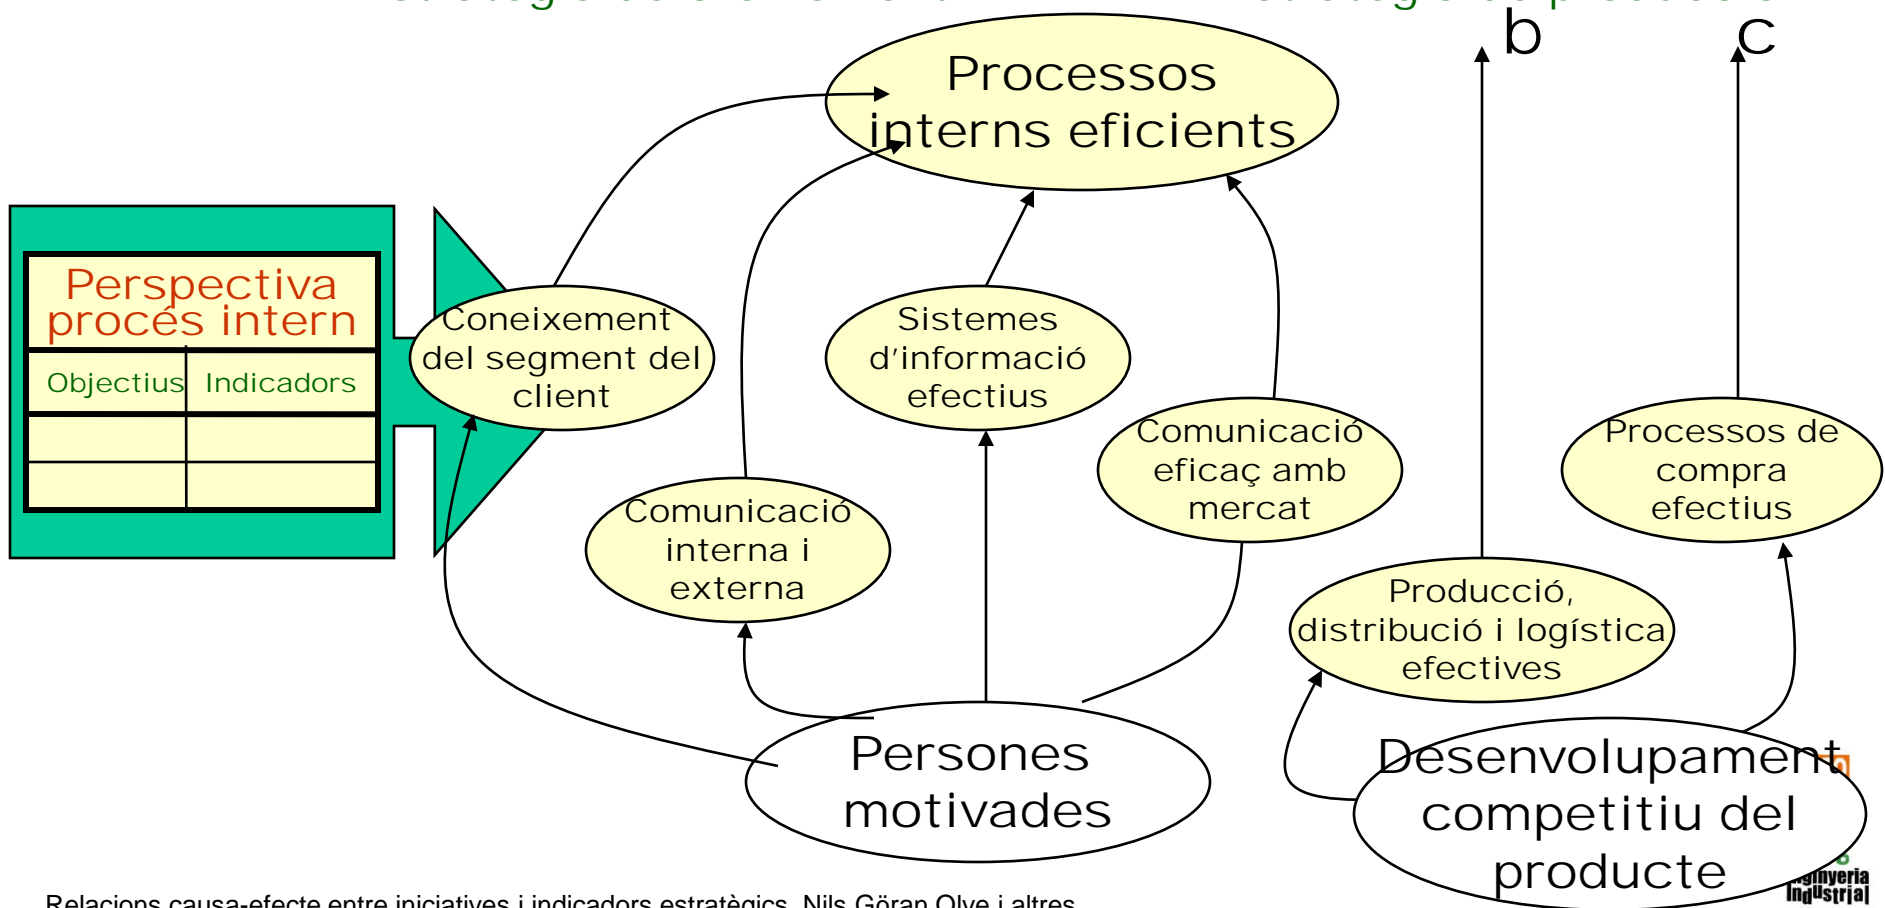 b
c
Processos
interns eficients
Perspectiva
procés intern
Objectius Indicadors
Coneixement
del segment del
client
Sistemes
d'informació
efectius
Comunicació
eficaç amb
mercat
Processos de
compra
efectius
Comunicació
interna i
externa
Producció,
distribució i logística
efectives
Persones
motivades
Desenvolupament
competitiu del
producte
Enginyeria
Industrial
Relacions causa-efecte entre iniciatives i indicadors estratègics. Nils Göran Olve i altres